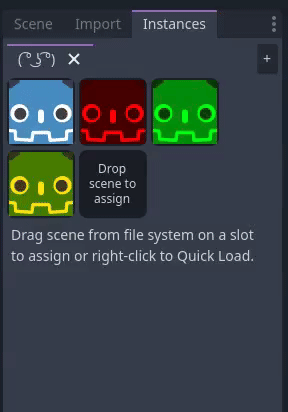 Scene Import Instances
( ͡° ͜ʖ ͡°) ✕ +
Drop
scene to
assign
Drag scene from file system on a slot
to assign or right-click to Quick Load.